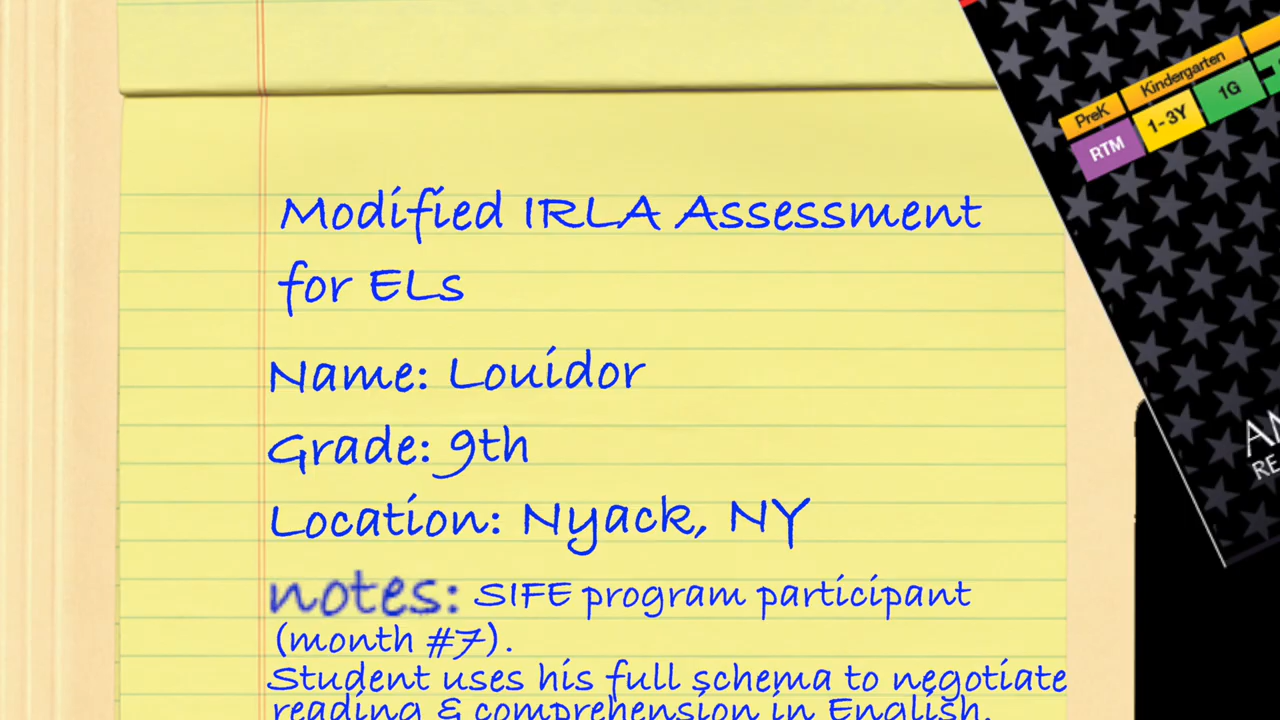 Modified IRLA Assessment
for ELs
Name: Louidor
Grade: 9th
Location: Nyack, NY
notes: SIFE program participant
(month #7).
Student uses his full schema to negotiate
reading & comprehension in English.
PreK
Kindergarten
RTM
1-3Y
1G